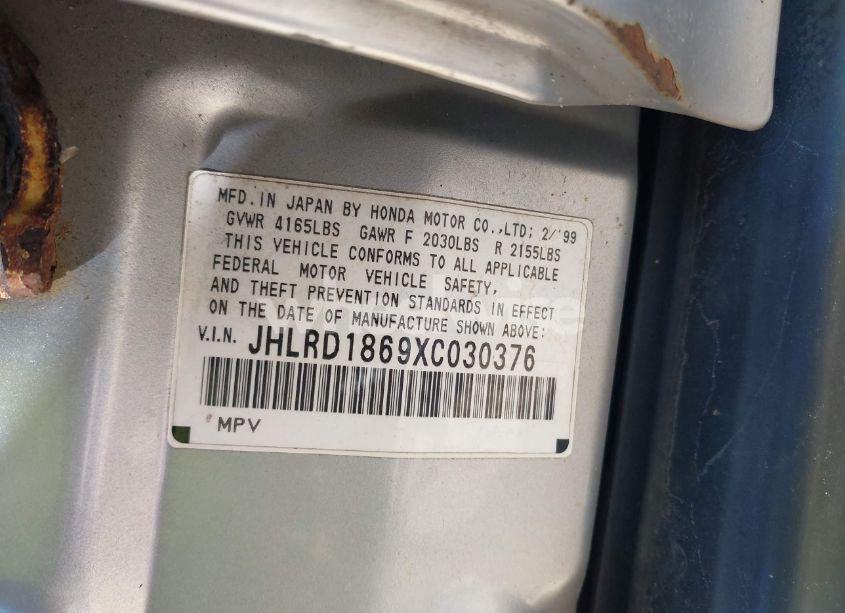 MFD. IN JAPAN BY HONDA MOTOR CO.,LTD; 2/'99
GVWR 4165LBS GAWR F 2030LBS R 2155LBS
THIS VEHICLE CONFORMS TO ALL APPLICABLE
FEDERAL MOTOR VEHICLE SAFETY,
AND THEFT PREVENTION STANDARDS IN EFFECT
ON THE DATE OF MANUFACTURE SHOWN ABOVE:
V.I.N. JHLRD1869XC030376
MPV